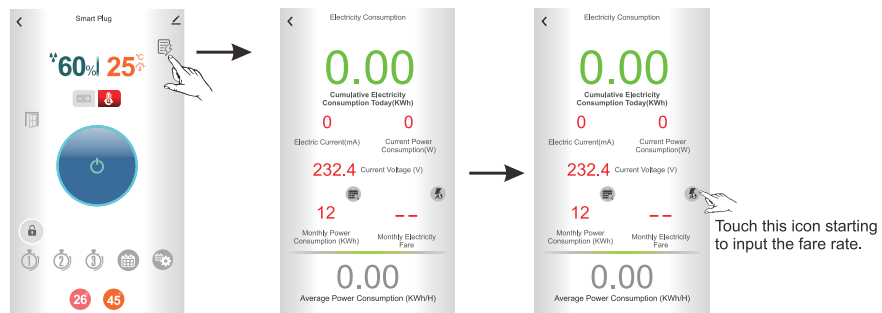 Smart Plug
60% 25°C
1 2 3
26 45
Electricity Consumption
0.00
Cumulative Electricity
Consumption Today(KWh)
0 0
Electric Current(mA) Current Power
Consumption(W)
232.4 Current Voltage (V)
12 --
Monthly Power Monthly Electricity
Consumption (KWh) Fare
0.00
Average Power Consumption (KWh/H)
Electricity Consumption
0.00
Cumulative Electricity
Consumption Today(KWh)
0 0
Electric Current(mA) Current Power
Consumption(W)
232.4 Current Voltage (V)
12 --
Monthly Power Monthly Electricity
Consumption (KWh) Fare
0.00
Average Power Consumption (KWh/H)
Touch this icon starting
to input the fare rate.